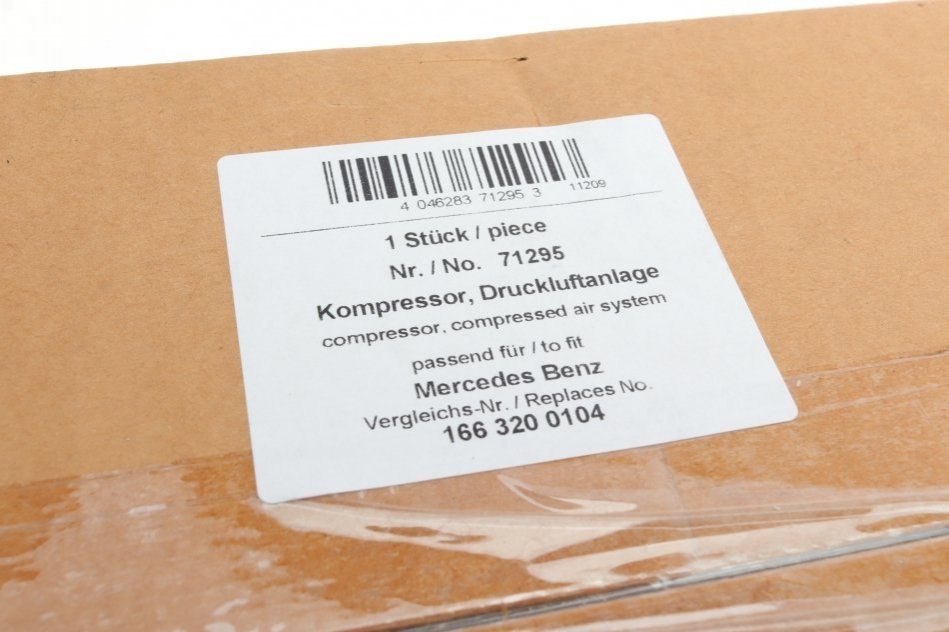 4 046283 71295 3 11209
1 Stück / piece
Nr. / No. 71295
Kompressor, Druckluftanlage
compressor, compressed air system
passend für / to fit
Mercedes Benz
Vergleichs-Nr. / Replaces No.
166 320 0104